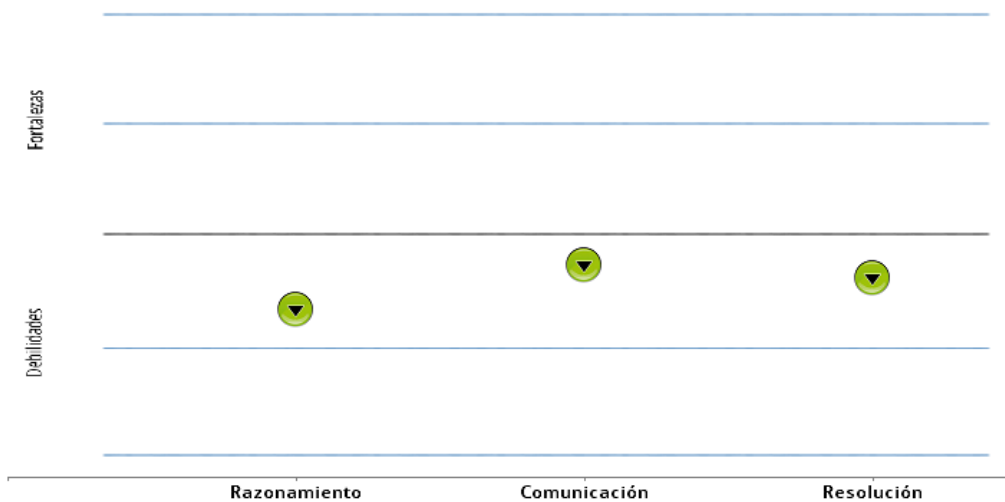 Fortalezas
Debilidades
Razonamiento
Comunicación
Resolución